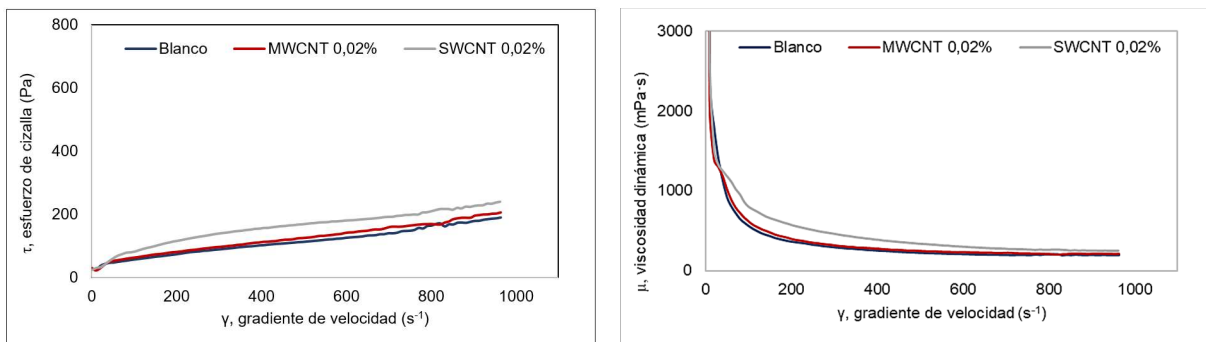 τ, esfuerzo de cizalla (Pa)
800
600
400
200
0
Blanco MWCNT 0,02% SWCNT 0,02%
0 200 400 600 800 1000
γ, gradiente de velocidad (s⁻¹)
μ, viscosidad dinámica (mPa·s)
3000
2000
1000
0
Blanco MWCNT 0,02% SWCNT 0,02%
0 200 400 600 800 1000
γ, gradiente de velocidad (s⁻¹)